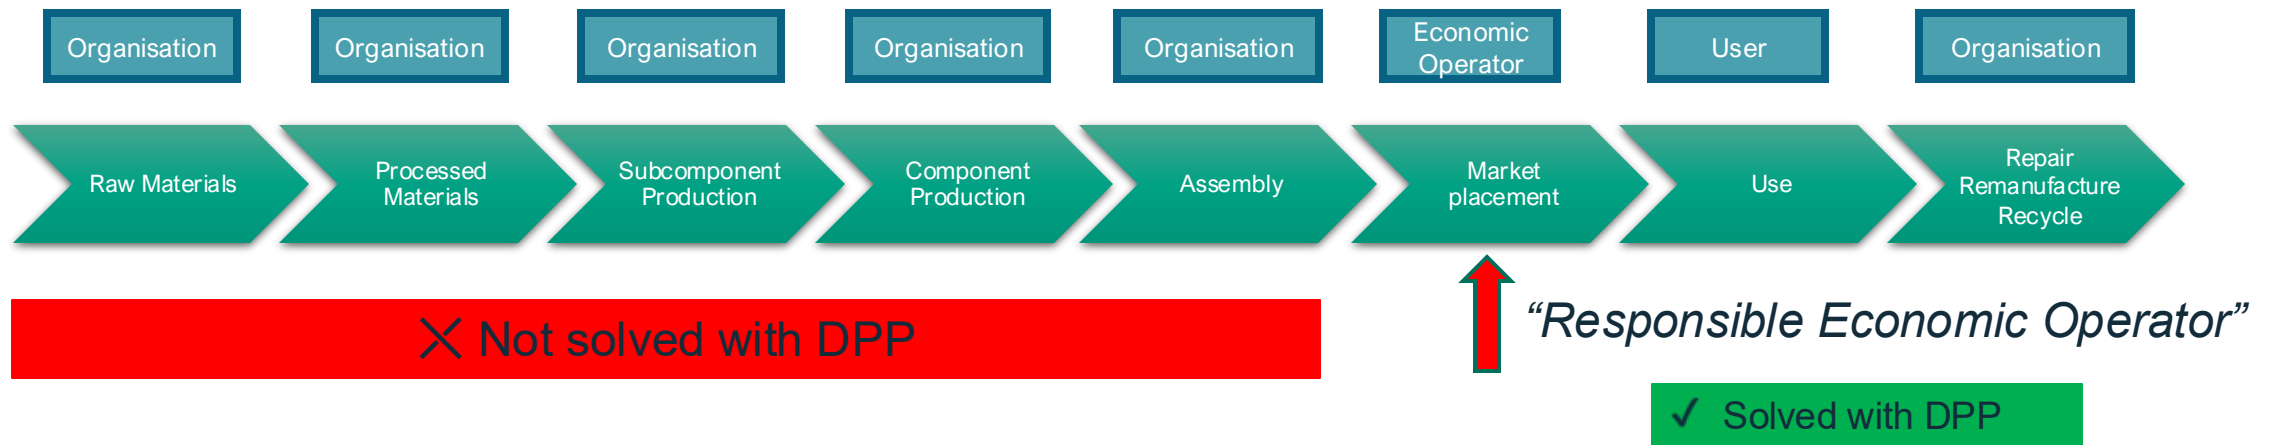 Organisation
Organisation
Organisation
Organisation
Organisation
Economic
Operator
User
Organisation
Raw Materials
Processed
Materials
Subcomponent
Production
Component
Production
Assembly
Market
placement
Use
Repair
Remanufacture
Recycle
Not solved with DPP
“Responsible Economic Operator”
✓ Solved with DPP